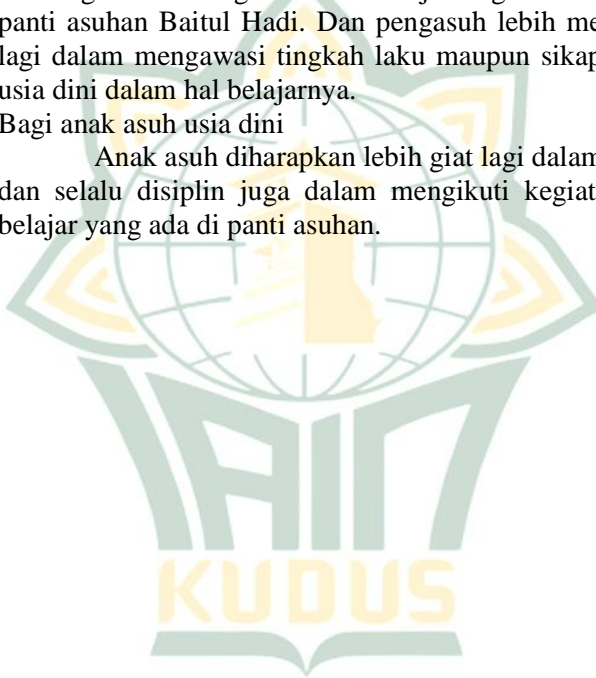 panti asuhan Baitul Hadi. Dan pengasuh lebih me
lagi dalam mengawasi tingkah laku maupun sikap
usia dini dalam hal belajarnya.
Bagi anak asuh usia dini
Anak asuh diharapkan lebih giat lagi dalam
dan selalu disiplin juga dalam mengikuti kegiat
belajar yang ada di panti asuhan.
IAIN
KUDUS